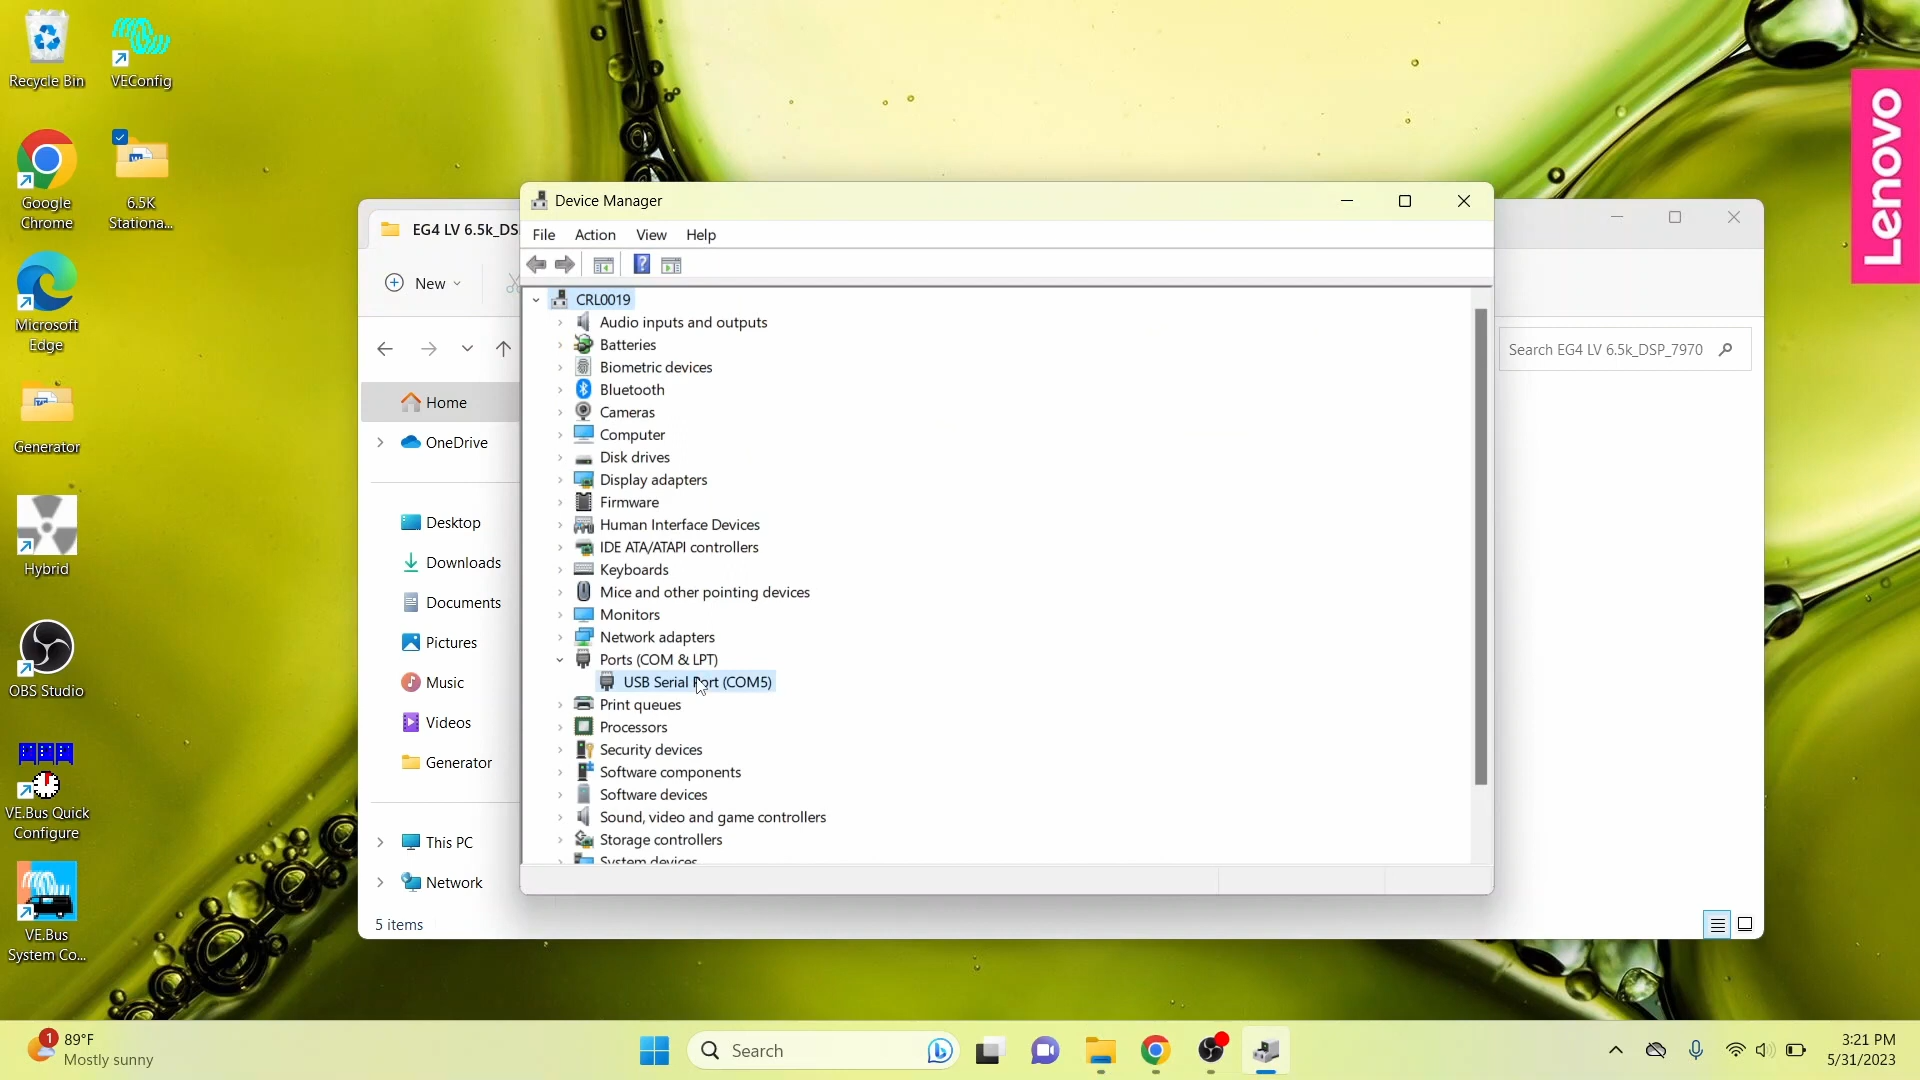 Recycle Bin
VEConfig
Google
Chrome
6.5K
Stationa...
Microsoft
Edge
Generator
Hybrid
OBS Studio
VE.Bus Quick
Configure
VE.Bus
System Co...
Lenovo
EG4 LV 6.5k_DS
New
Home
OneDrive
Desktop
Downloads
Documents
Pictures
Music
Videos
Generator
This PC
Network
5 items
Search EG4 LV 6.5k_DSP_7970
Device Manager
File Action View Help
CRL0019
Audio inputs and outputs
Batteries
Biometric devices
Bluetooth
Cameras
Computer
Disk drives
Display adapters
Firmware
Human Interface Devices
IDE ATA/ATAPI controllers
Keyboards
Mice and other pointing devices
Monitors
Network adapters
Ports (COM & LPT)
USB Serial Port (COM5)
Print queues
Processors
Security devices
Software components
Software devices
Sound, video and game controllers
Storage controllers
System devices
1
89°F
Mostly sunny
Search
3:21 PM
5/31/2023